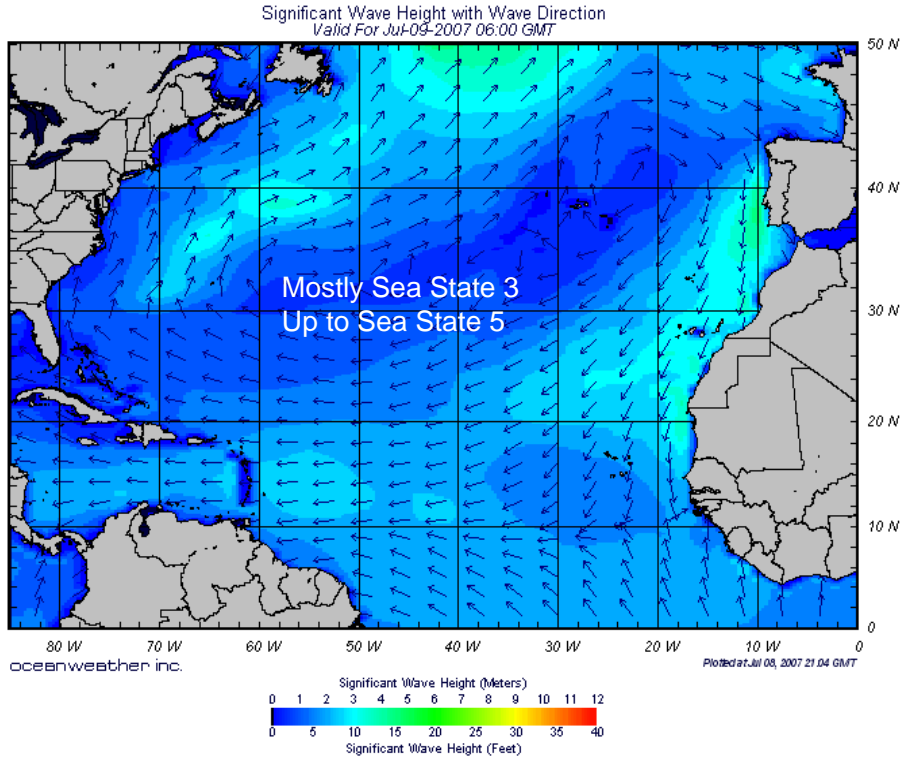 Significant Wave Height with Wave Direction
Valid For Jul-09-2007 06:00 GMT
50 N
40 N
Mostly Sea State 3
30 N
Up to Sea State 5
20 N
10 N
0
80 W 70 W 60 W 50 W 40 W 30 W 20 W 10 W 0
oceanweather inc.
Plotted at Jul 08, 2007 21:04 GMT
Significant Wave Height (Meters)
0 1 2 3 4 5 6 7 8 9 10 11 12
0 5 10 15 20 25 30 35 40
Significant Wave Height (Feet)